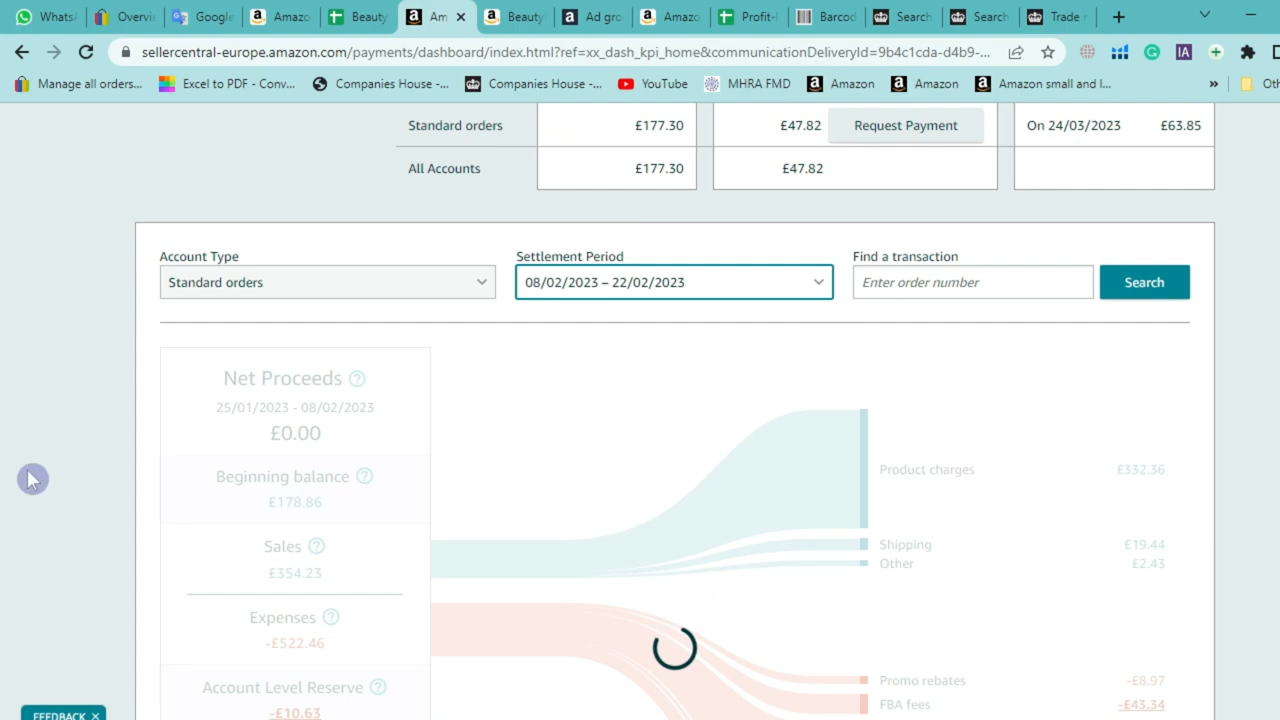 WhatsA
Overvi
Google
Amazo
Beauty
Am
Beauty
Ad gro
Amazo
Profit-l
Barcod
Search
Search
Trade r
sellercentral-europe.amazon.com/payments/dashboard/index.html?ref=xx_dash_kpi_home&communicationDeliveryId=9b4c1cda-d4b9-...
IA
Manage all orders...
Excel to PDF - Conv...
Companies House -...
Companies House -...
YouTube
MHRA FMD
Amazon
Amazon
Amazon small and l...
»
Oth
Standard orders £177.30 £47.82 Request Payment On 24/03/2023 £63.85
All Accounts £177.30 £47.82
Account Type
Settlement Period
Find a transaction
Standard orders
08/02/2023 – 22/02/2023
Enter order number
Search
Net Proceeds ?
25/01/2023 - 08/02/2023
£0.00
Beginning balance ?
£178.86
Sales ?
£354.23
Expenses ?
-£522.46
Account Level Reserve ?
-£10.63
Product charges £332.36
Shipping £19.44
Other £2.43
Promo rebates -£8.97
FBA fees -£43.34
FEEDBACK ×